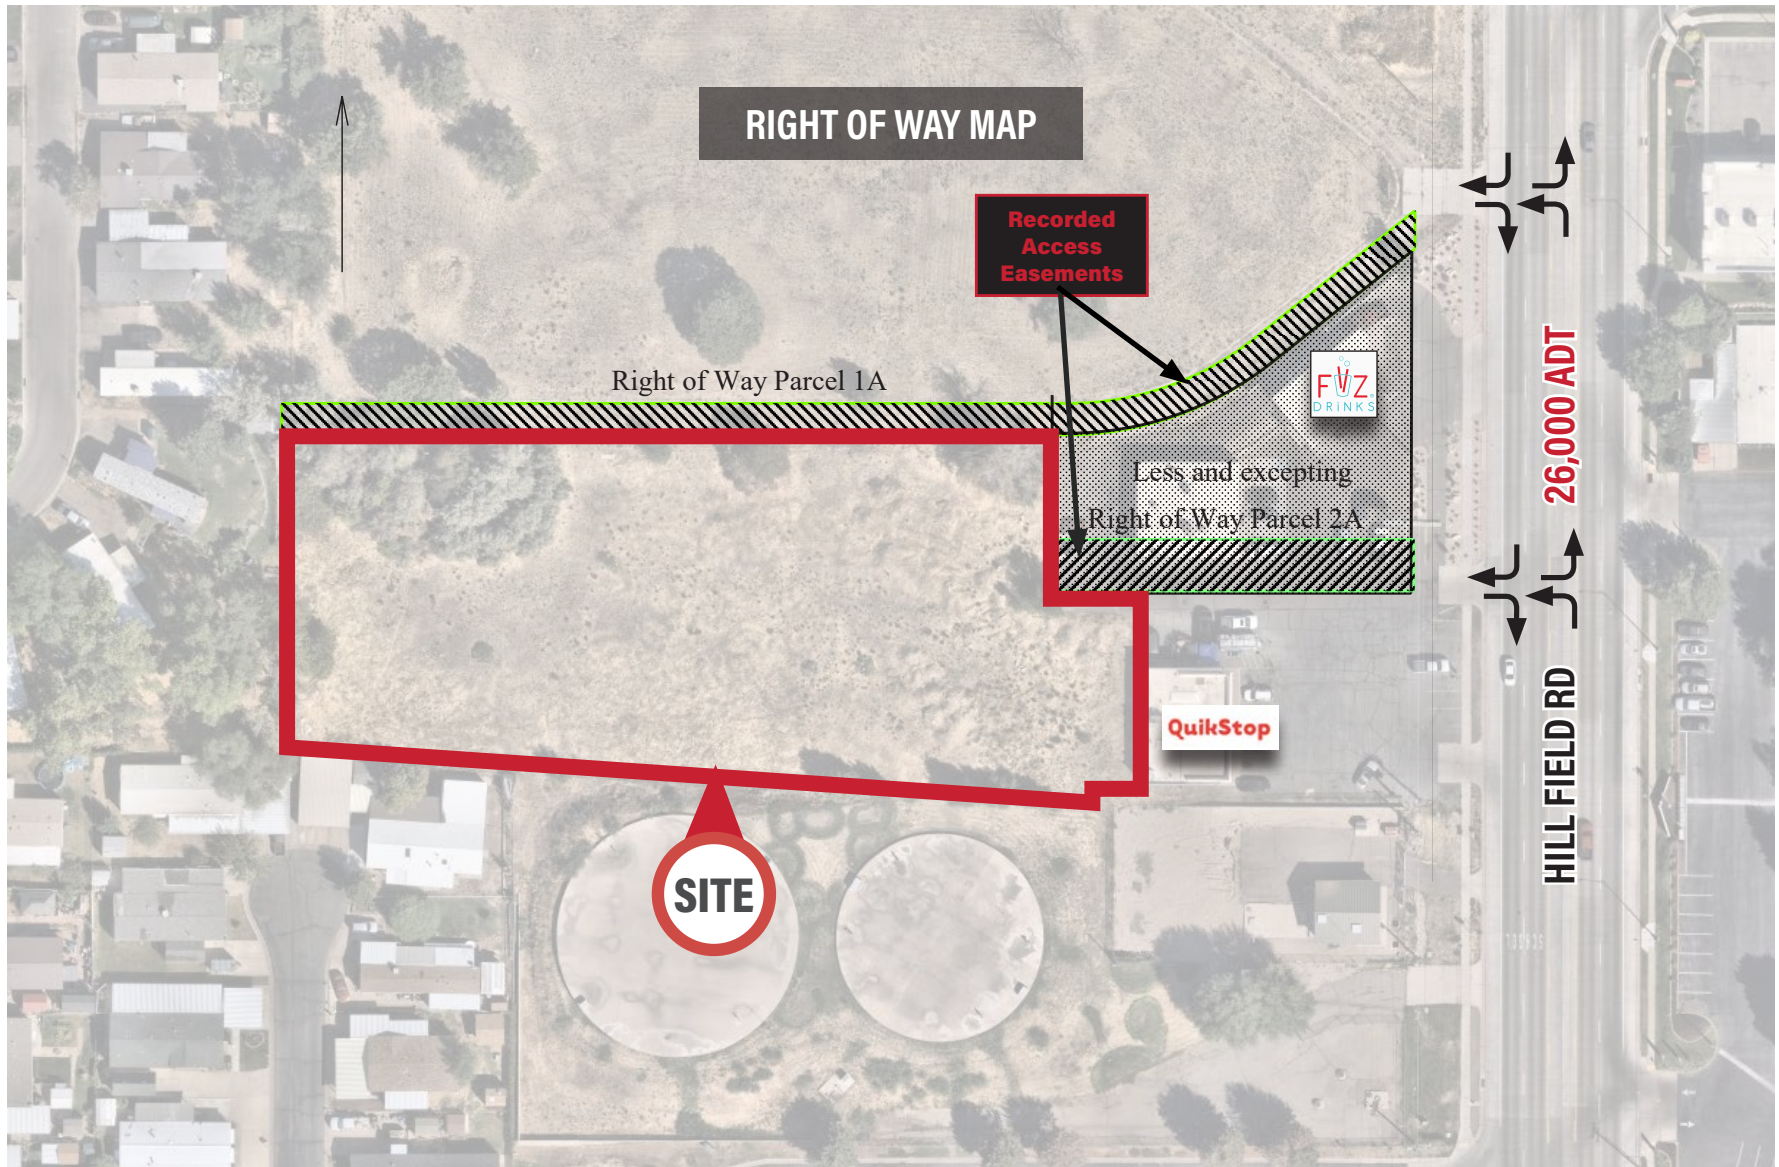 RIGHT OF WAY MAP
Recorded
Access
Easements
Right of Way Parcel 1A
FiiZ
DRiNKS
Less and excepting
Right of Way Parcel 2A
26,000 ADT
QuikStop
HILL FIELD RD
SITE